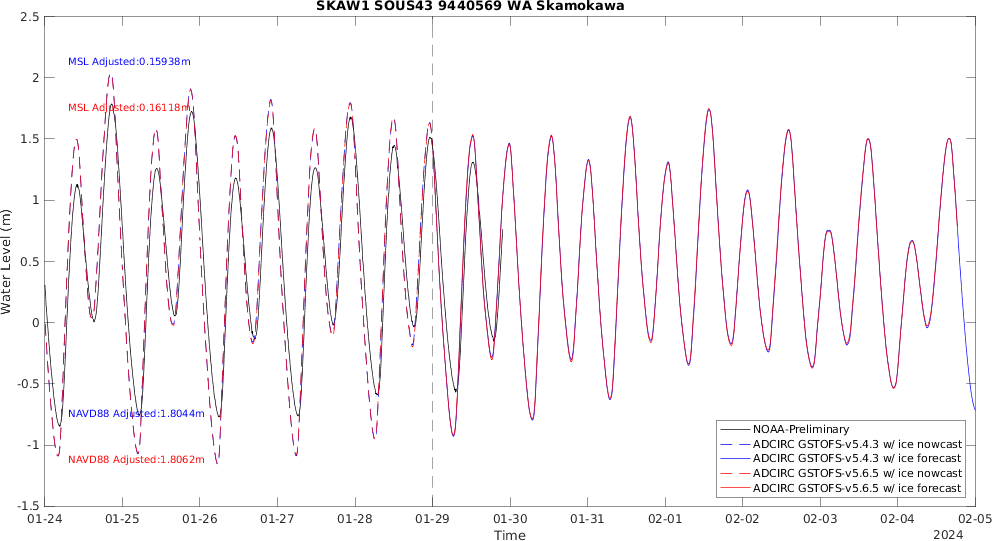 SKAW1 SOUS43 9440569 WA Skamokawa
2.5
2
1.5
1
0.5
0
-0.5
-1
-1.5
Water Level (m)
MSL Adjusted:0.15938m
MSL Adjusted:0.16118m
NAVD88 Adjusted:1.8044m
NAVD88 Adjusted:1.8062m
NOAA-Preliminary
ADCIRC GSTOFS-v5.4.3 w/ ice nowcast
ADCIRC GSTOFS-v5.4.3 w/ ice forecast
ADCIRC GSTOFS-v5.6.5 w/ ice nowcast
ADCIRC GSTOFS-v5.6.5 w/ ice forecast
01-24 01-25 01-26 01-27 01-28 01-29 01-30 01-31 02-01 02-02 02-03 02-04 02-05
Time
2024